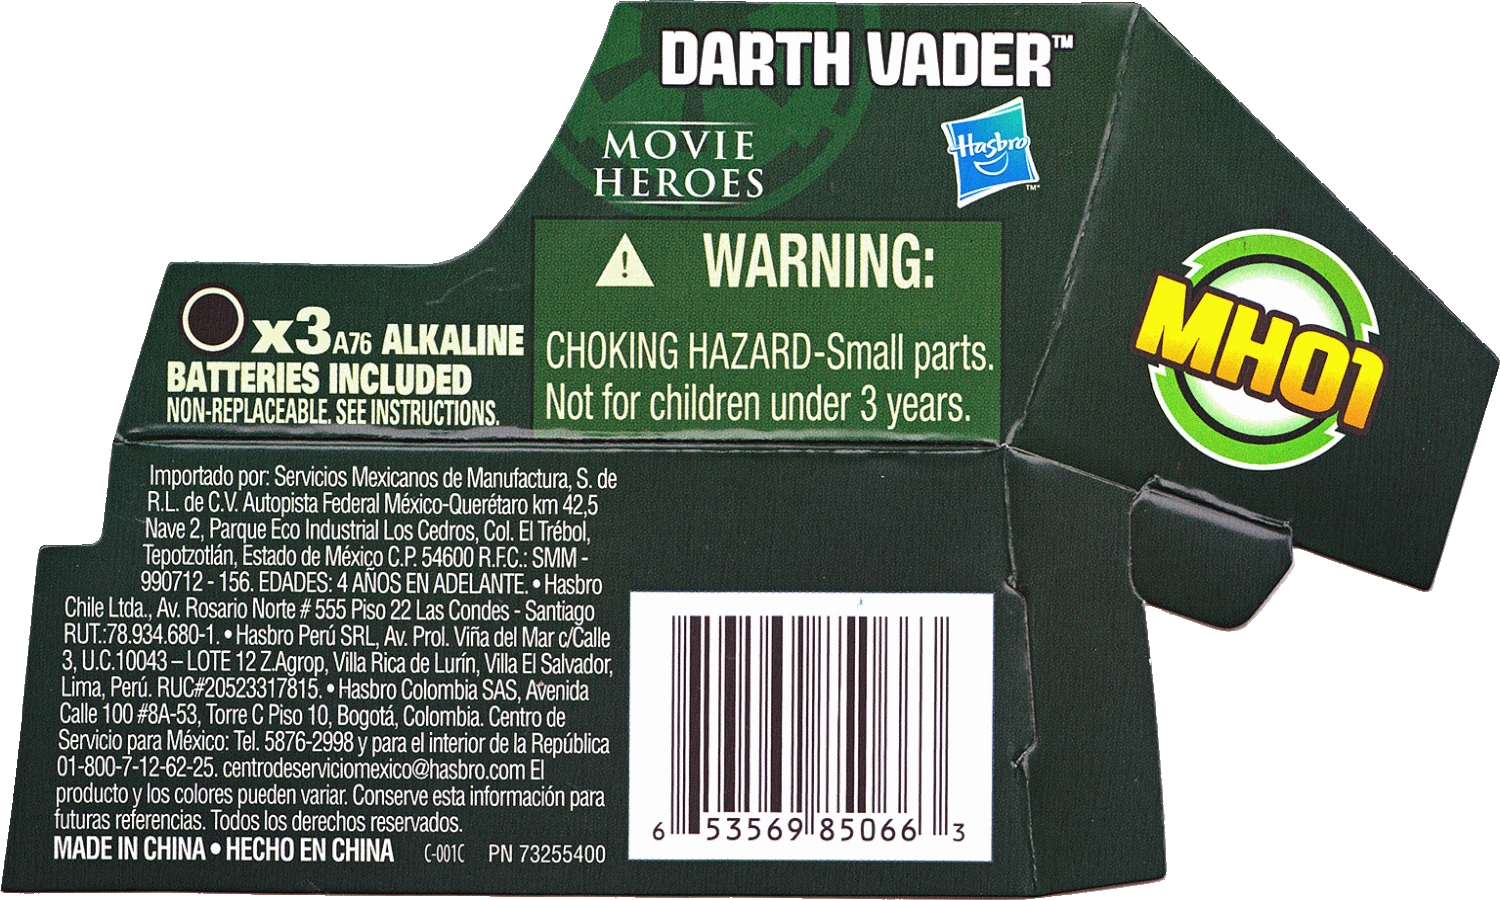 DARTH VADER™
MOVIE
HEROES
Hasbro
™
WARNING:
CHOKING HAZARD-Small parts.
Not for children under 3 years.
x3 A76 ALKALINE
BATTERIES INCLUDED
NON-REPLACEABLE. SEE INSTRUCTIONS.
MH01
Importado por: Servicios Mexicanos de Manufactura, S. de
R.L. de C.V. Autopista Federal México-Querétaro km 42,5
Nave 2, Parque Eco Industrial Los Cedros, Col. El Trébol,
Tepotzotlán, Estado de México C.P. 54600 R.F.C.: SMM -
990712 - 156. EDADES: 4 AÑOS EN ADELANTE. • Hasbro
Chile Ltda., Av. Rosario Norte # 555 Piso 22 Las Condes - Santiago
RUT.:78.934.680-1. • Hasbro Perú SRL, Av. Prol. Viña del Mar c/Calle
3, U.C.10043 – LOTE 12 Z.Agrop, Villa Rica de Lurín, Villa El Salvador,
Lima, Perú. RUC#20523317815. • Hasbro Colombia SAS, Avenida
Calle 100 #8A-53, Torre C Piso 10, Bogotá, Colombia. Centro de
Servicio para México: Tel. 5876-2998 y para el interior de la República
01-800-7-12-62-25. centrodeserviciomexico@hasbro.com El
producto y los colores pueden variar. Conserve esta información para
futuras referencias. Todos los derechos reservados.
MADE IN CHINA • HECHO EN CHINA C-001C PN 73255400
6 53569 85066 3